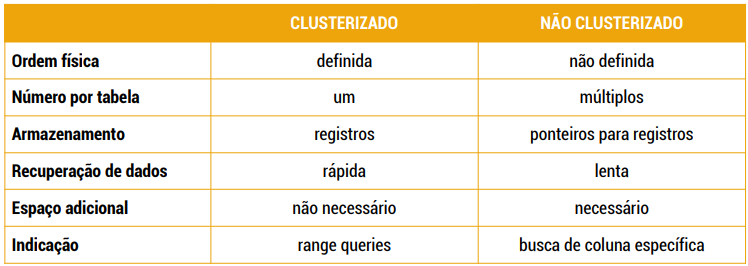 CLUSTERIZADO NÃO CLUSTERIZADO
Ordem física definida não definida
Número por tabela um múltiplos
Armazenamento registros ponteiros para registros
Recuperação de dados rápida lenta
Espaço adicional não necessário necessário
Indicação range queries busca de coluna específica